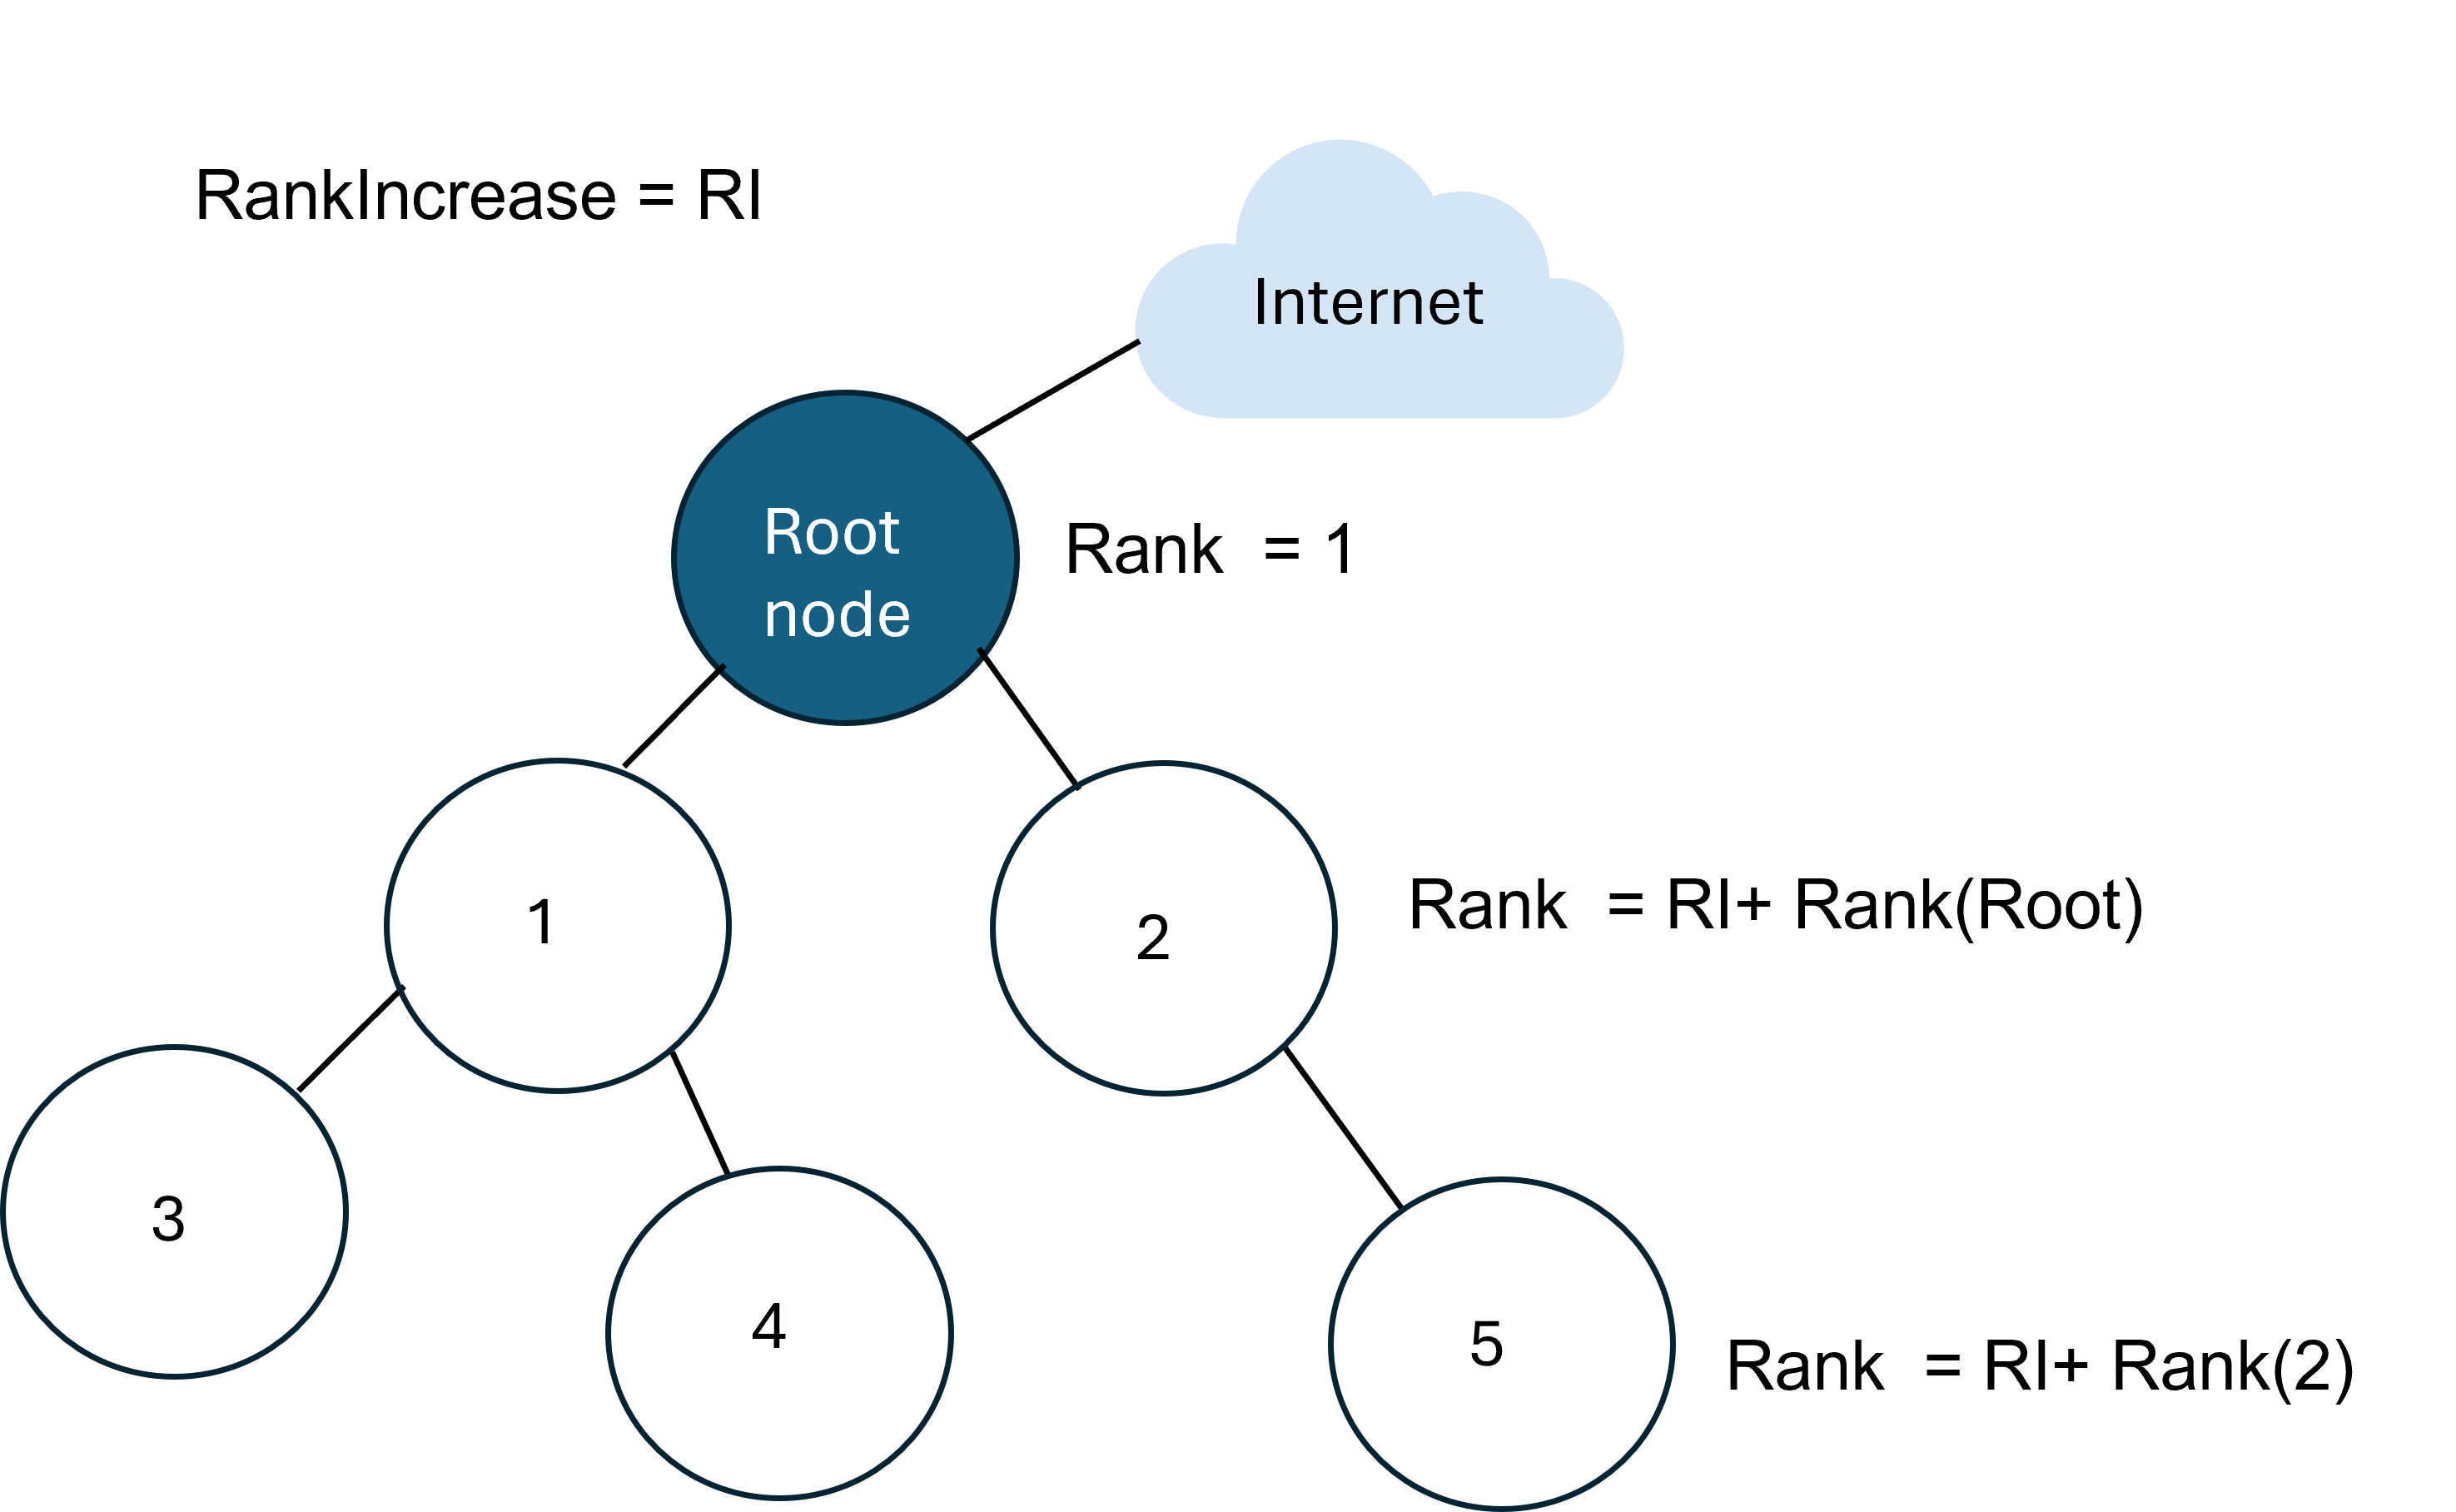 RankIncrease = RI
Internet
Root
node
Rank  = 1
1
2
Rank  = RI+ Rank(Root)
3
4
5
Rank  = RI+ Rank(2)